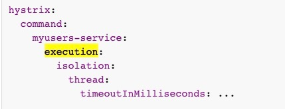 hystrix:
command:
myusers-service:
execution:
isolation:
thread:
timeoutInMilliseconds: ...